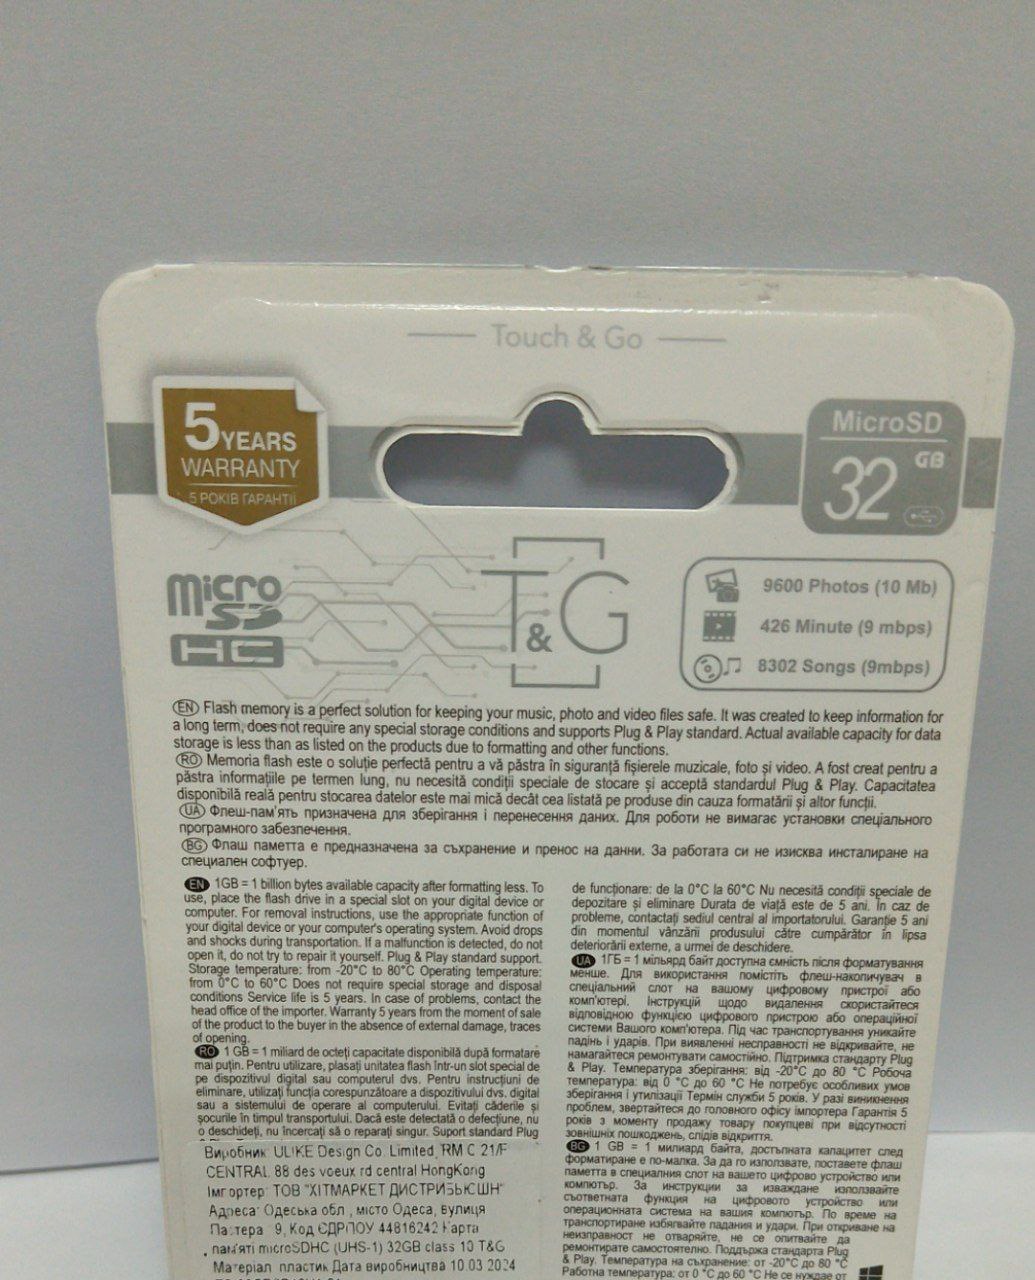 Touch & Go
5 YEARS
WARRANTY
5 РОКІВ ГАРАНТІЇ
MicroSD
32 GB
micro
SD
HC
T&G
9600 Photos (10 Mb)
426 Minute (9 mbps)
8302 Songs (9mbps)
EN Flash memory is a perfect solution for keeping your music, photo and video files safe. It was created to keep information for
a long term, does not require any special storage conditions and supports Plug & Play standard. Actual available capacity for data
storage is less than as listed on the products due to formatting and other functions.
RO Memoria flash este o soluție perfectă pentru a vă păstra în siguranță fișierele muzicale, foto și video. A fost creat pentru a
păstra informațiile pe termen lung, nu necesită condiții speciale de stocare și acceptă standardul Plug & Play. Capacitatea
disponibilă reală pentru stocarea datelor este mai mică decât cea listată pe produse din cauza formatării și altor funcții.
UA Флеш-пам'ять призначена для зберігання і перенесення даних. Для роботи не вимагає установки спеціального
програмного забезпечення.
BG Флаш паметта е предназначена за съхранение и пренос на данни. За работата си не изисква инсталиране на
специален софтуер.
EN 1GB = 1 billion bytes available capacity after formatting less. To
use, place the flash drive in a special slot on your digital device or
computer. For removal instructions, use the appropriate function of
your digital device or your computer's operating system. Avoid drops
and shocks during transportation. If a malfunction is detected, do not
open it, do not try to repair it yourself. Plug & Play standard support.
Storage temperature: from -20°C to 80°C Operating temperature:
from 0°C to 60°C Does not require special storage and disposal
conditions Service life is 5 years. In case of problems, contact the
head office of the importer. Warranty 5 years from the moment of sale
of the product to the buyer in the absence of external damage, traces
of opening.
RO 1 GB = 1 miliard de octeți capacitate disponibilă după formatare
mai puțin. Pentru utilizare, plasați unitatea flash într-un slot special de
pe dispozitivul digital sau computerul dvs. Pentru instrucțiuni de
eliminare, utilizați funcția corespunzătoare a dispozitivului dvs. digital
sau a sistemului de operare al computerului. Evitați căderile și
șocurile în timpul transportului. Dacă este detectată o defecțiune, nu
o deschideți, nu încercați să o reparați singur. Suport standard Plug
Виробник ULIKE Design Co. Limited, RM C 21/F
CENTRAL 88 des voeux rd central HongKong
Імпортер ТОВ "ХІТМАРКЕТ ДИСТРИБЬЮШН"
Адреса: Одеська обл., місто Одеса, вулиця
Пастера 9, Код ЄДРПОУ 44816242 Карта
пам'яті microSDHC (UHS-1) 32GB class 10 T&G
Матеріал пластик Дата виробництва 10.03.2024
de funcționare: de la 0°C la 60°C Nu necesită condiții speciale de
depozitare și eliminare Durata de viață este de 5 ani. În caz de
probleme, contactați sediul central al importatorului. Garanție 5 ani
din momentul vânzării produsului către cumpărător în lipsa
deteriorării externe, a urmei de deschidere.
UA 1ГБ = 1 мільярд байт доступна ємність після форматування
менше. Для використання помістіть флеш-накопичувач в
спеціальний слот на вашому цифровому пристрої або
комп'ютері. Інструкцій щодо видалення скористайтеся
відповідною функцією цифрового пристрою або операційної
системи Вашого комп'ютера. Під час транспортування уникайте
падінь і ударів. При виявленні несправності не відкривайте, не
намагайтеся ремонтувати самостійно. Підтримка стандарту Plug
& Play. Температура зберігання: від -20°C до 80 °C Робоча
температура: від 0 °C до 60 °C Не потребує особливих умов
зберігання і утилізації Термін служби 5 років. У разі виникнення
проблем, звертайтеся до головного офісу імпортера Гарантія 5
років з моменту продажу товару покупцеві при відсутності
зовнішніх пошкоджень, слідів відкриття.
BG 1 GB = 1 милиард байта, достъпната капацитет след
форматиране е по-малка. За да го използвате, поставете флаш
паметта в специалния слот на вашето цифрово устройство или
компютър. За инструкции за изваждане използвайте
съответната функция на цифровото устройство или
операционната система на вашия компютър. По време на
транспортиране избягвайте падания и удари. При откриване на
неизправност не отваряйте, не се опитвайте да
ремонтирате самостоятелно. Поддържа стандарта Plug
& Play. Температура на съхранение: от -20°C до 80 °C
Работна температура: от 0 °C до 60 °C Не се нуждае от